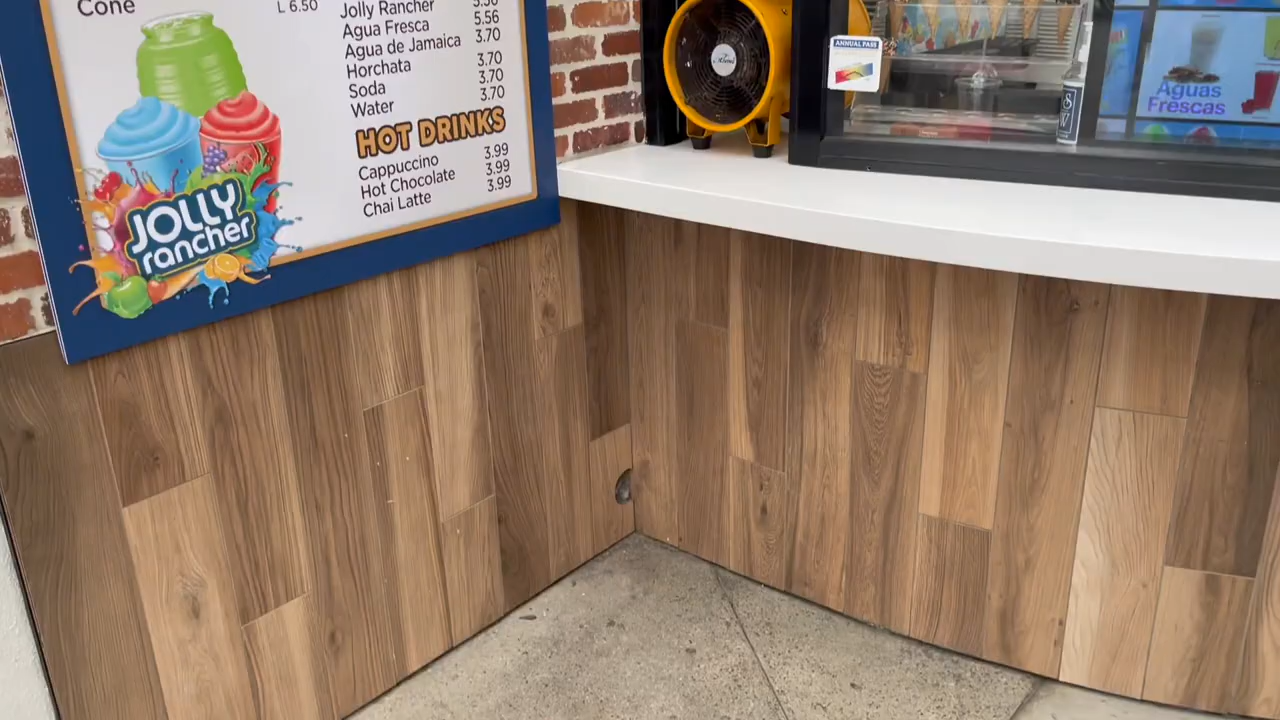 Cone
L 6.50
Jolly Rancher
Agua Fresca 5.56
Agua de Jamaica 3.70
Horchata 3.70
Soda 3.70
Water 3.70
HOT DRINKS
Cappuccino 3.99
Hot Chocolate 3.99
Chai Latte 3.99
JOLLY
rancher
ANNUAL PASS
Aguas
Frescas